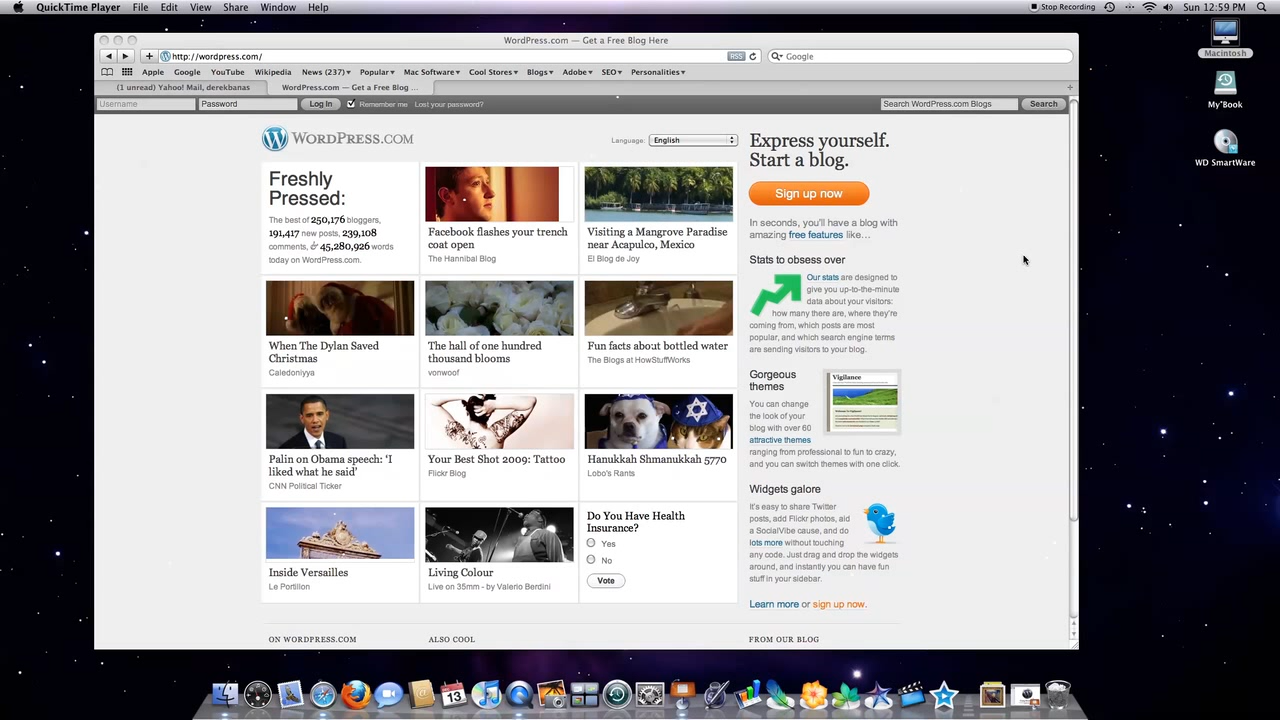 QuickTime Player File Edit View Share Window Help
Stop Recording
Sun 12:59 PM
WordPress.com — Get a Free Blog Here
http://wordpress.com/
RSS
Google
Apple Google YouTube Wikipedia News (237) Popular Mac Software Cool Stores Blogs Adobe SEO Personalities
(1 unread) Yahoo! Mail, derekbanas
WordPress.com — Get a Free Blog ...
Username
Password
Log In
Remember me
Lost your password?
Search WordPress.com Blogs
Search
WORDPRESS.COM
Language:
English
Freshly
Pressed:
The best of 250,176 bloggers,
191,417 new posts, 239,108
comments, & 45,280,926 words
today on WordPress.com.
Facebook flashes your trench
coat open
The Hannibal Blog
Visiting a Mangrove Paradise
near Acapulco, Mexico
El Blog de Joy
When The Dylan Saved
Christmas
Caledoniyya
The hall of one hundred
thousand blooms
vonwoof
Fun facts about bottled water
The Blogs at HowStuffWorks
Palin on Obama speech: ‘I
liked what he said’
CNN Political Ticker
Your Best Shot 2009: Tattoo
Flickr Blog
Hanukkah Shmanukkah 5770
Lobo's Rants
Inside Versailles
Le Portillon
Living Colour
Live on 35mm - by Valerio Berdini
Do You Have Health
Insurance?
Yes
No
Vote
Express yourself.
Start a blog.
Sign up now
In seconds, you'll have a blog with
amazing free features like…
Stats to obsess over
Our stats are designed to
give you up-to-the-minute
data about your visitors:
how many there are, where they're
coming from, which posts are most
popular, and which search engine terms
are sending visitors to your blog.
Gorgeous
themes
Vigilance
You can change
the look of your
blog with over 60
attractive themes
ranging from professional to fun to crazy,
and you can switch themes with one click.
Widgets galore
It's easy to share Twitter
posts, add Flickr photos, aid
a SocialVibe cause, and do
lots more without touching
any code. Just drag and drop the widgets
around, and instantly you can have fun
stuff in your sidebar.
Learn more or sign up now.
ON WORDPRESS.COM
ALSO COOL
FROM OUR BLOG
Macintosh
My Book
WD SmartWare
13